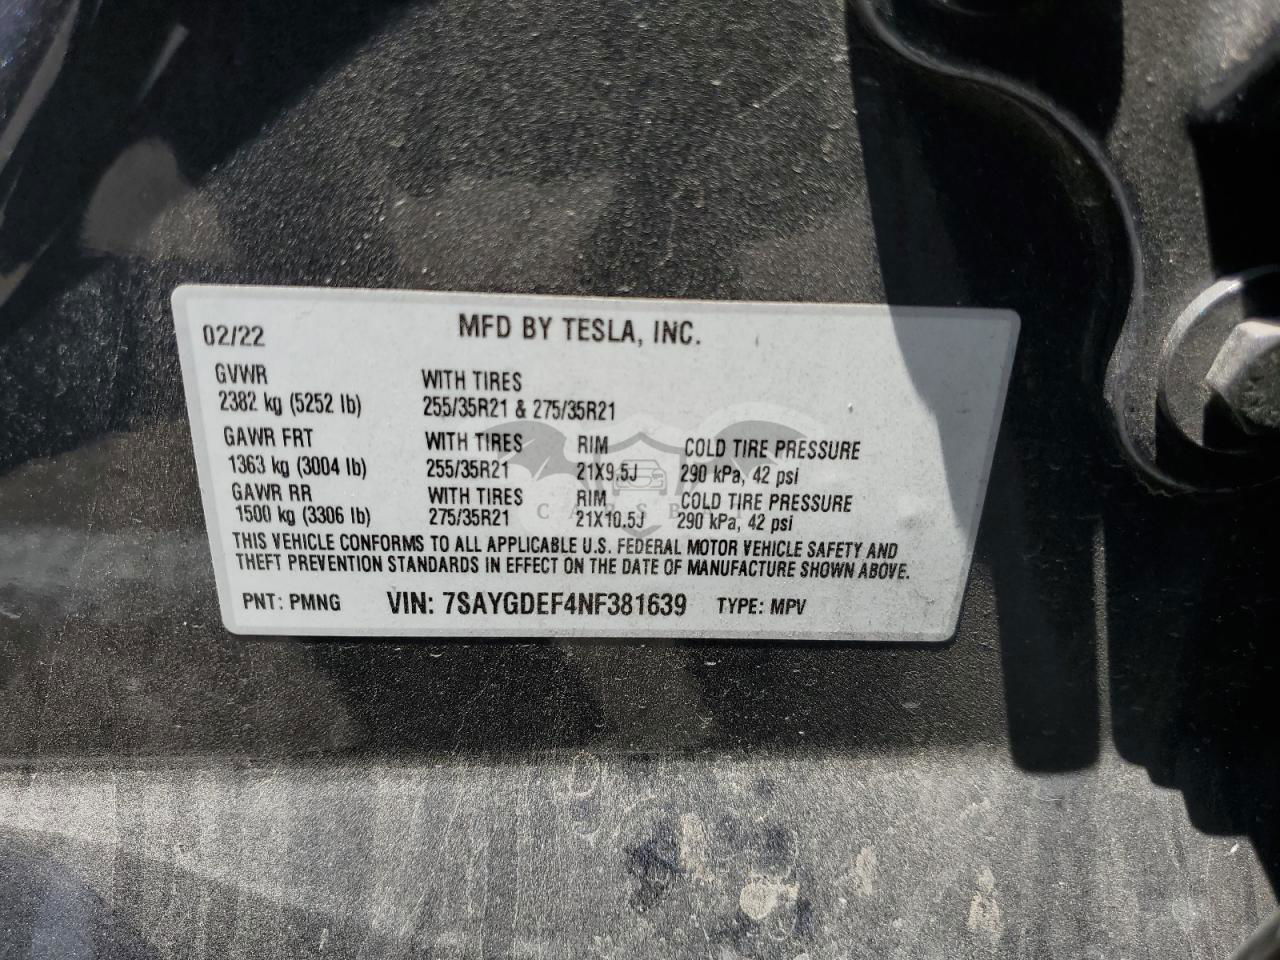 02/22 MFD BY TESLA, INC.
GVWR WITH TIRES
2382 kg (5252 lb) 255/35R21 & 275/35R21
GAWR FRT WITH TIRES RIM COLD TIRE PRESSURE
1363 kg (3004 lb) 255/35R21 21X9.5J 290 kPa, 42 psi
GAWR RR WITH TIRES RIM COLD TIRE PRESSURE
1500 kg (3306 lb) 275/35R21 21X10.5J 290 kPa, 42 psi
THIS VEHICLE CONFORMS TO ALL APPLICABLE U.S. FEDERAL MOTOR VEHICLE SAFETY AND
THEFT PREVENTION STANDARDS IN EFFECT ON THE DATE OF MANUFACTURE SHOWN ABOVE.
PNT: PMNG VIN: 7SAYGDEF4NF381639 TYPE: MPV